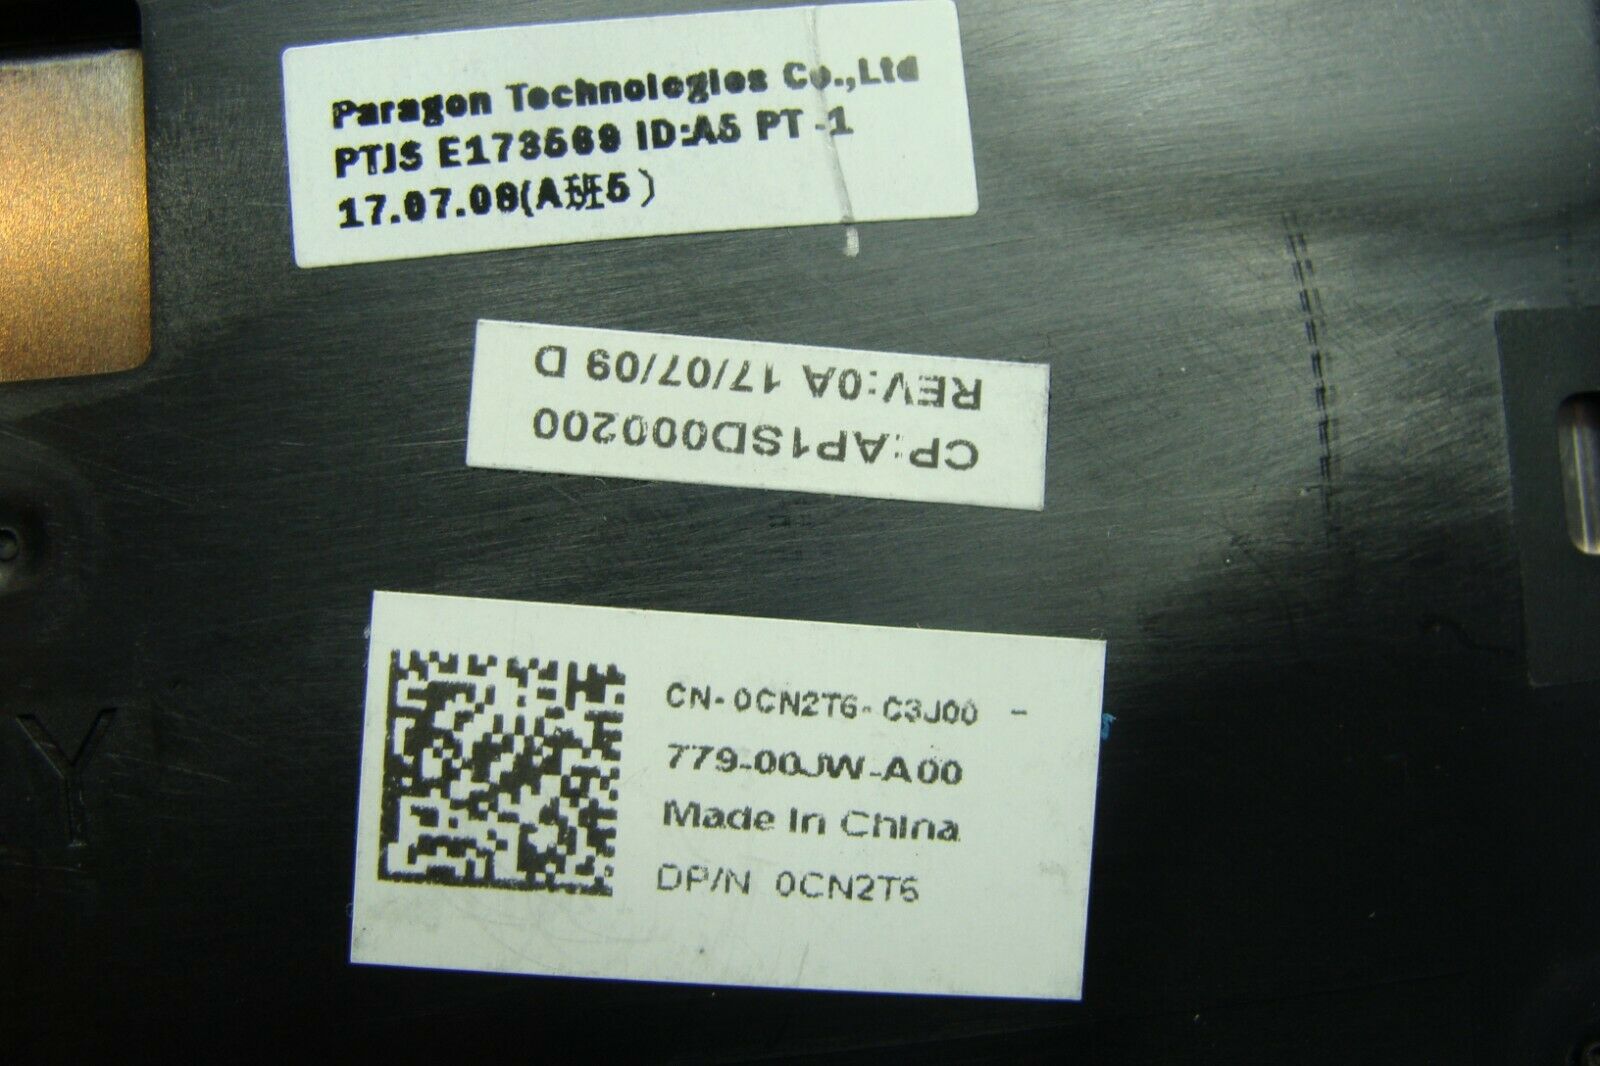 Paragon Technologies Co.,Ltd
PTJS E173569 ID:A5 PT -1
17.07.08(A班5)
REV:0A 17/07/09 D
CP:AP1SD000200
CN- 0CN2T6- C3J00 -
779-00JW-A00
Made In China
DP/N 0CN2T6
Y